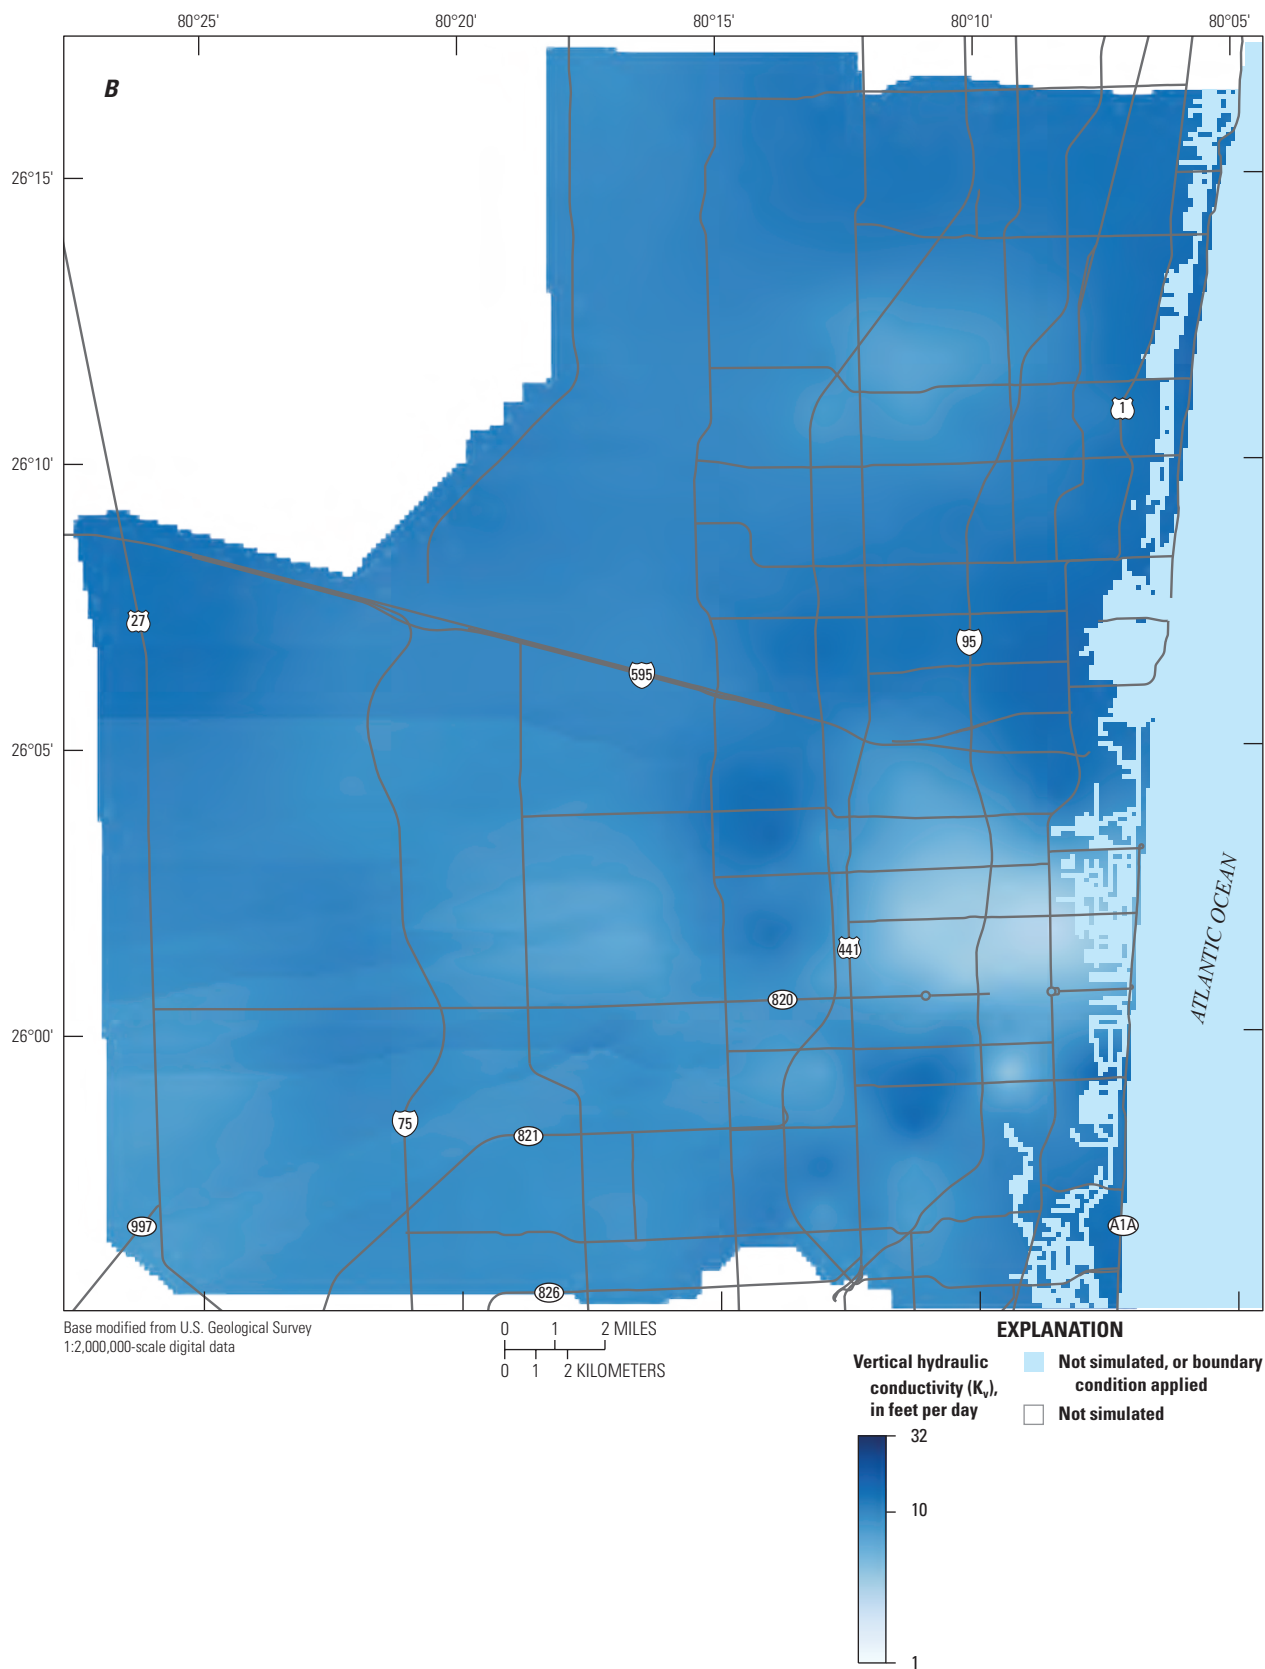 80°25'
80°20'
80°15'
80°10'
80°05'
B
26°15'
1
26°10'
27
95
595
26°05'
ATLANTIC OCEAN
441
820
26°00'
75
821
997
A1A
826
Base modified from U.S. Geological Survey
1:2,000,000-scale digital data
0 1 2 MILES
0 1 2 KILOMETERS
EXPLANATION
Vertical hydraulic
conductivity (Kv),
in feet per day
32
10
1
Not simulated, or boundary
condition applied
Not simulated